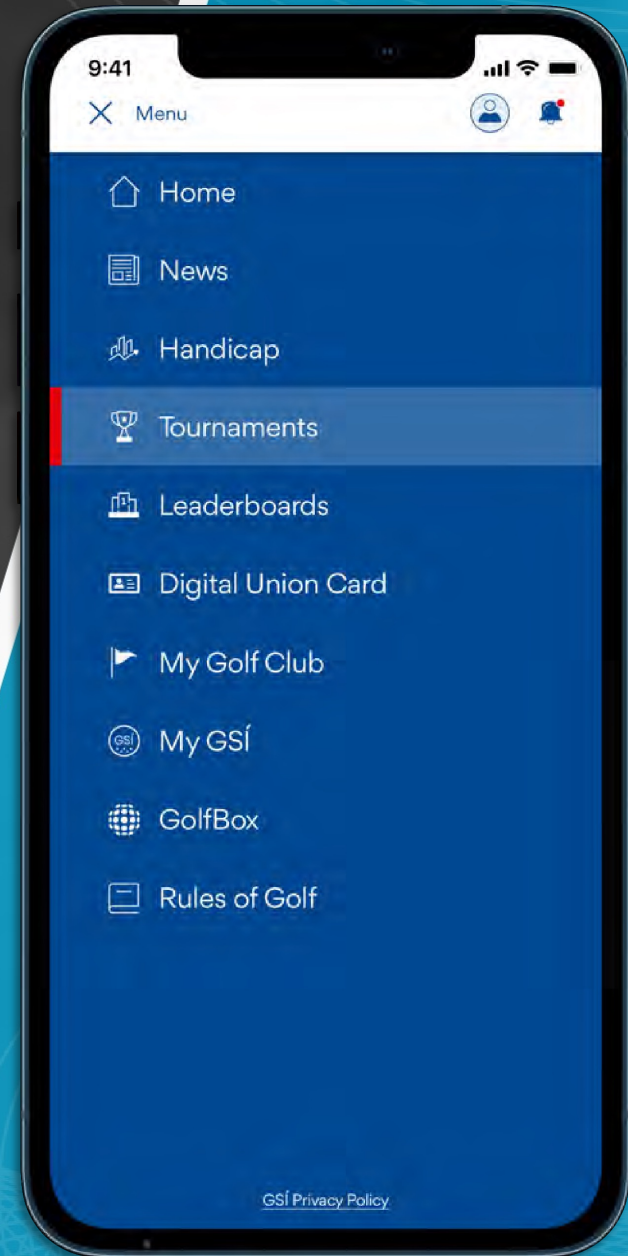 9:41
Menu
Home
News
Handicap
Tournaments
Leaderboards
Digital Union Card
My Golf Club
My GSÍ
GolfBox
Rules of Golf
GSÍ Privacy Policy